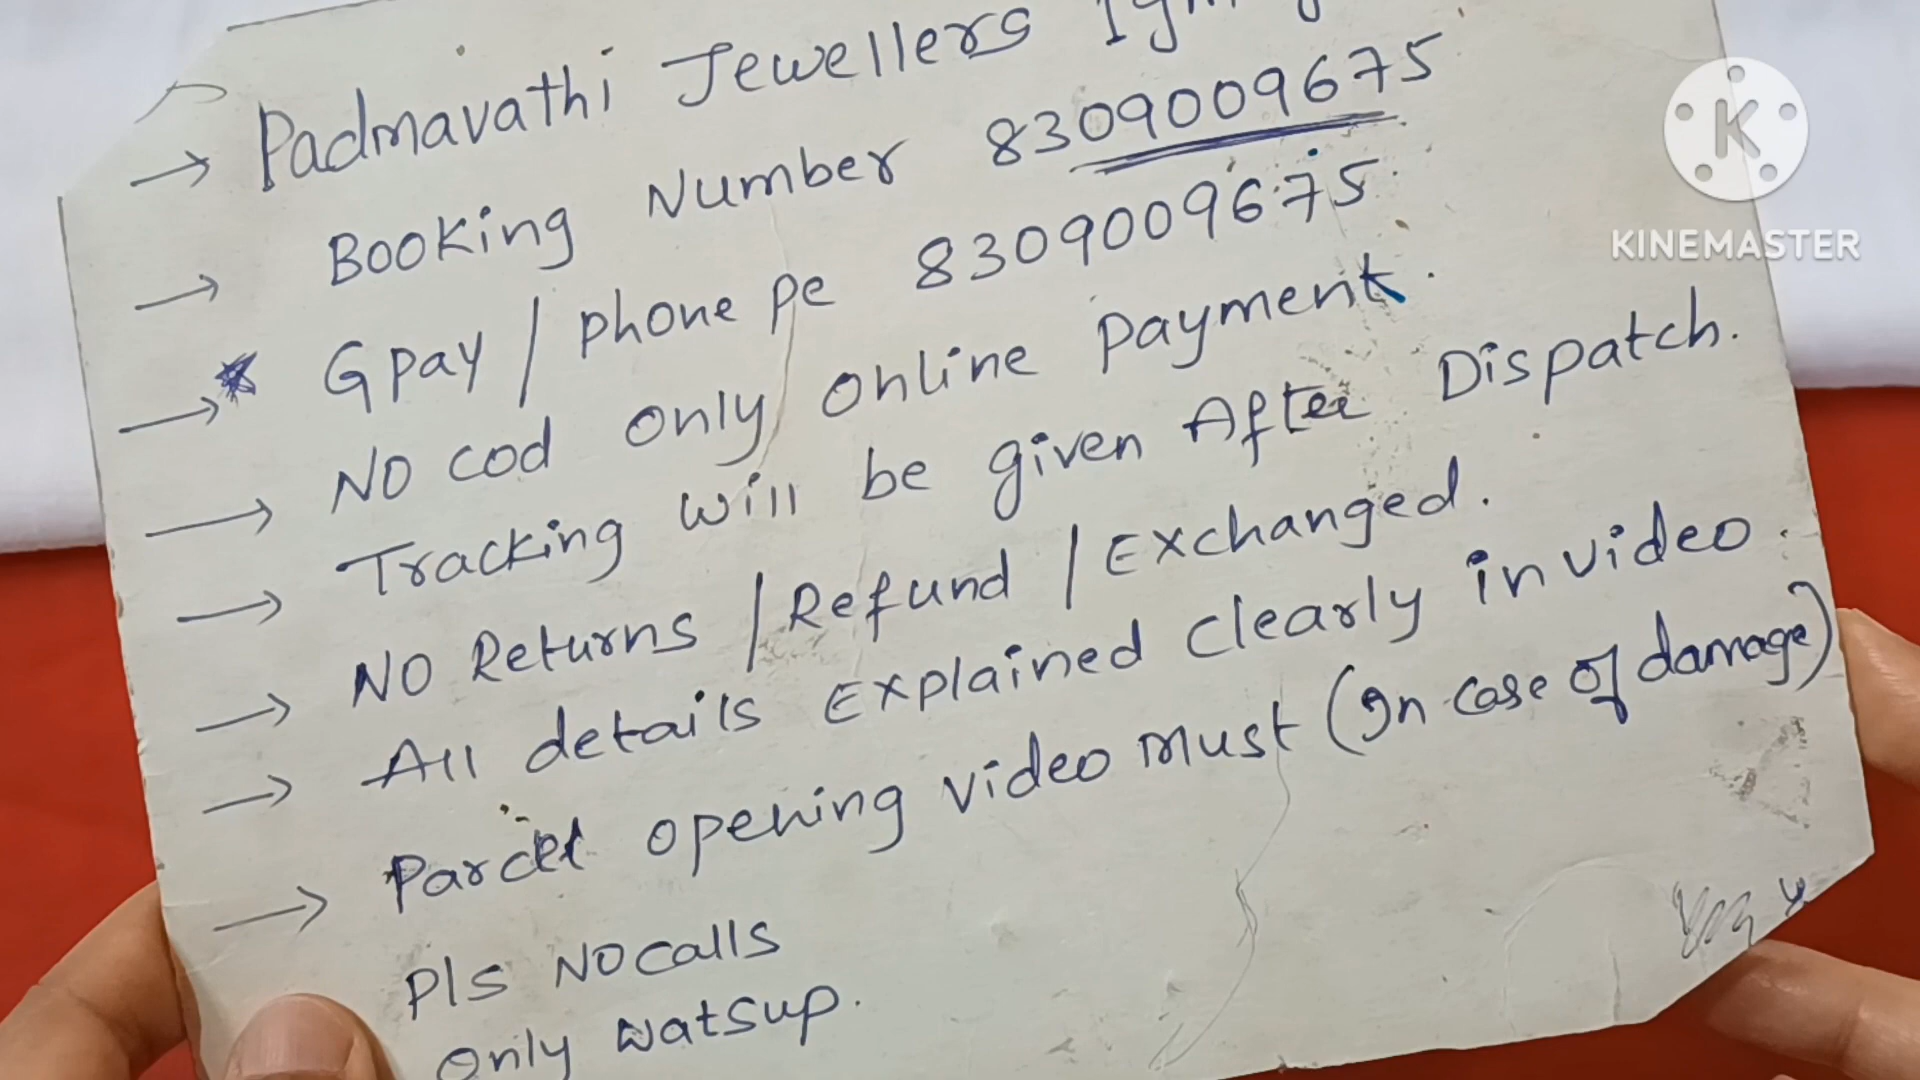 Padmavathi Jewellers
Booking Number 8309009675
Gpay / Phone Pe 8309009675
NO cod only online payment.
Tracking will be given After Dispatch.
NO Returns / Refund / Exchanged.
All details Explained clearly in video.
Parcel opening video must (In case of damage)
Pls NO calls
only watsup.
KINEMASTER